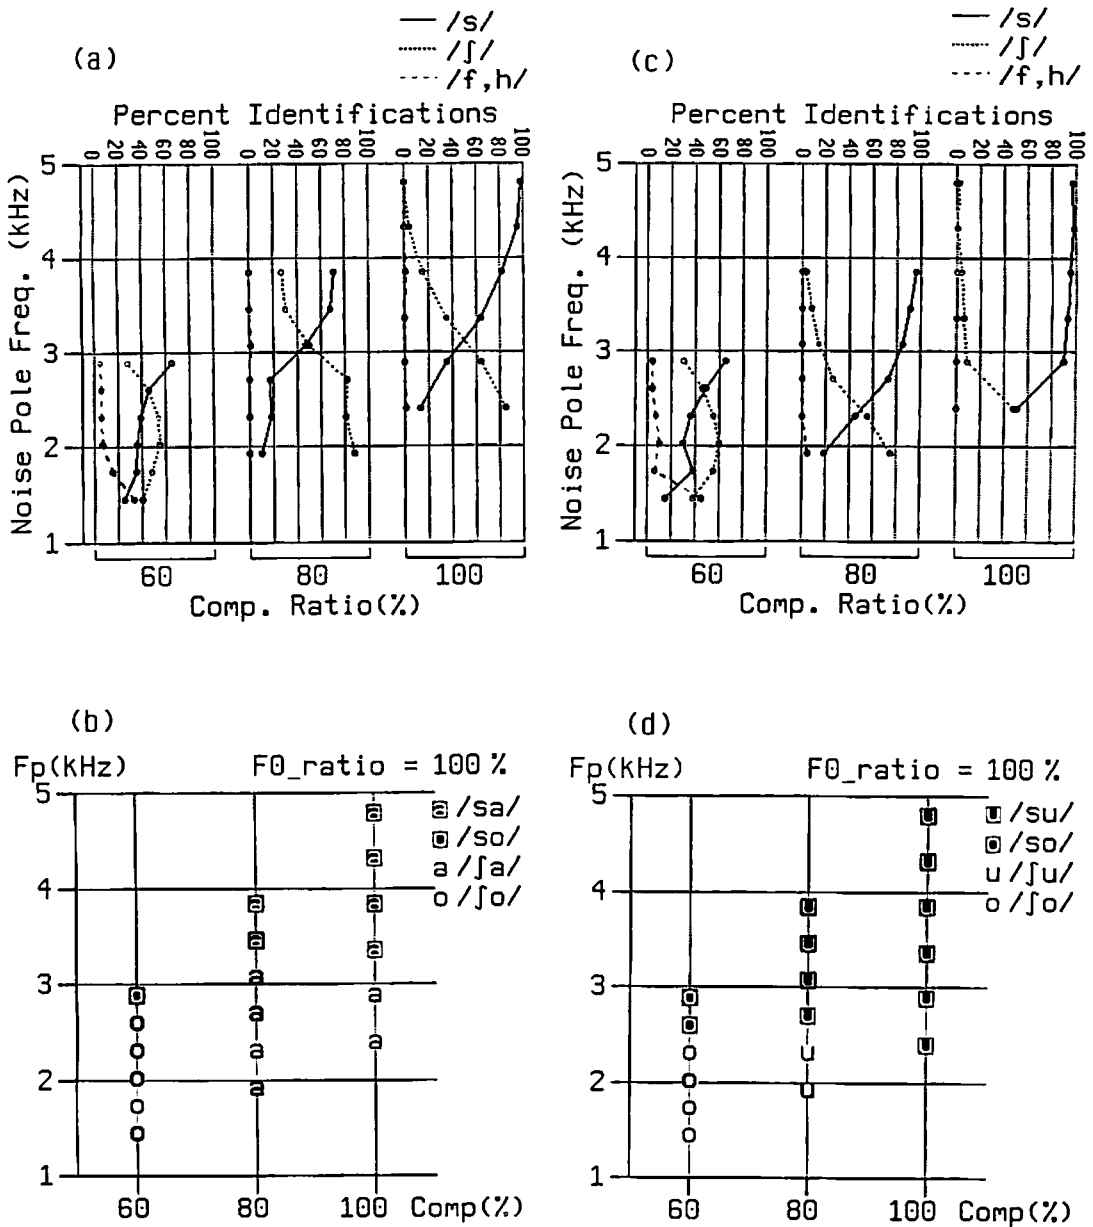 (a)
/s/
/ʃ/
/f,h/
Percent Identifications
0 20 40 60 80 100 0 20 40 60 80 100 0 20 40 60 80 100
Noise Pole Freq. (kHz)
5
4
3
2
1
60 80 100
Comp. Ratio(%)
(c)
/s/
/ʃ/
/f,h/
Percent Identifications
0 20 40 60 80 100 0 20 40 60 80 100 0 20 40 60 80 100
Noise Pole Freq. (kHz)
5
4
3
2
1
60 80 100
Comp. Ratio(%)
(b)
Fp(kHz) F0_ratio = 100 %
5
4
3
2
1
a /sa/
/so/
a /ʃa/
o /ʃo/
a
a
a
a
a
a
a
a
a
a
a
a
o
o
o
o
o
60 80 100 Comp(%)
(d)
Fp(kHz) F0_ratio = 100 %
5
4
3
2
1
/su/
/so/
u /ʃu/
o /ʃo/
u
u
o
o
o
o
60 80 100 Comp(%)